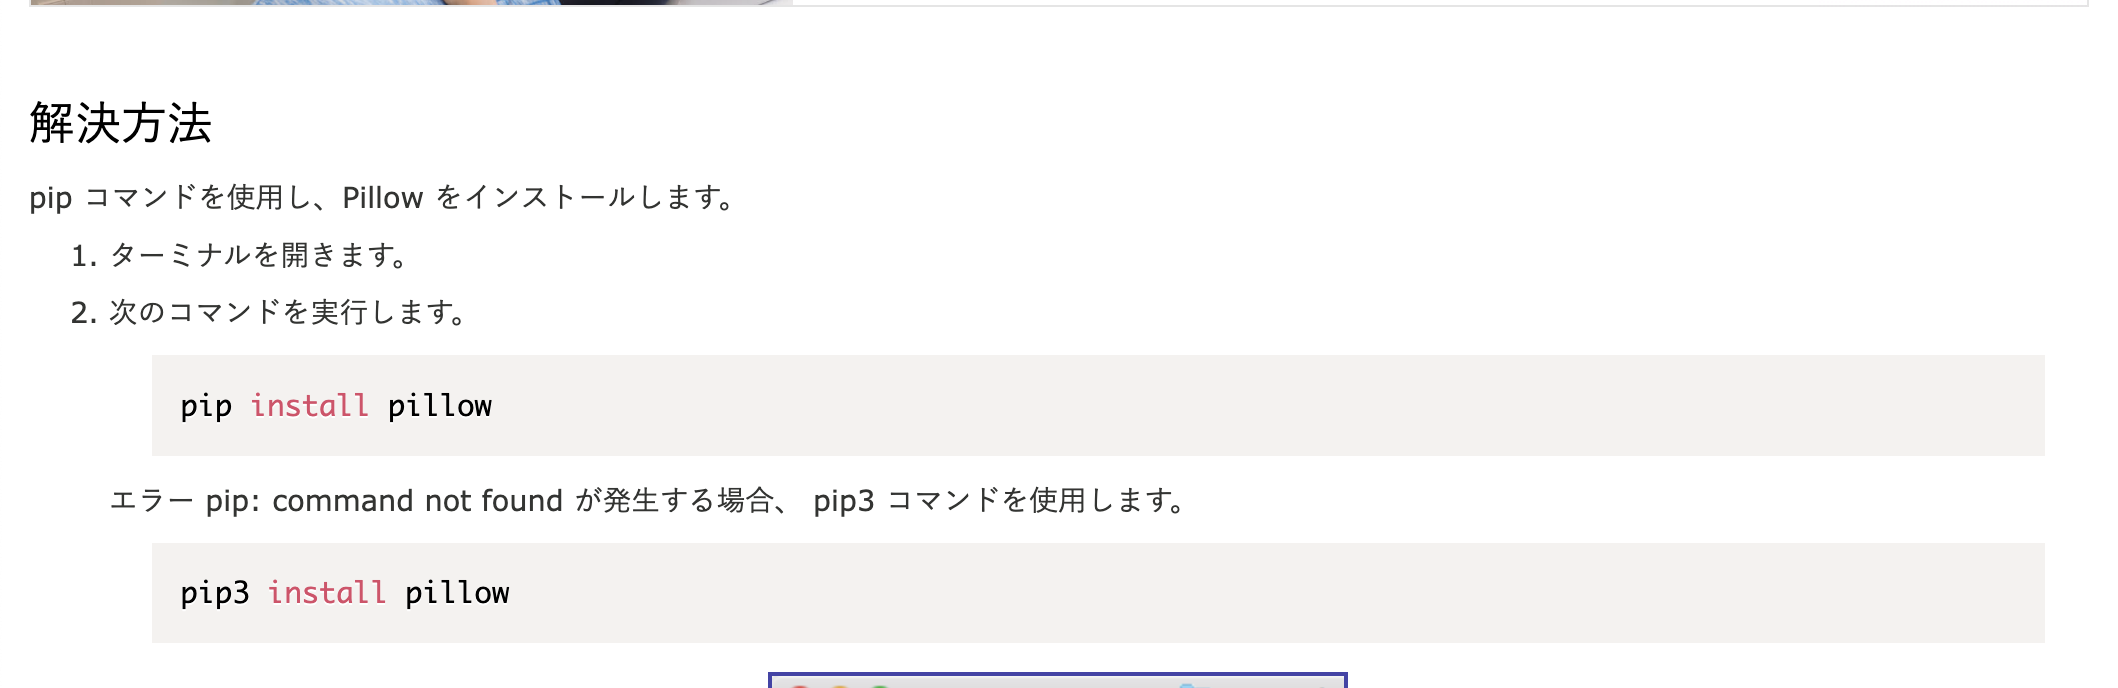 解決方法
pip コマンドを使用し、Pillow をインストールします。
1. ターミナルを開きます。
2. 次のコマンドを実行します。
pip install pillow
エラー pip: command not found が発生する場合、 pip3 コマンドを使用します。
pip3 install pillow